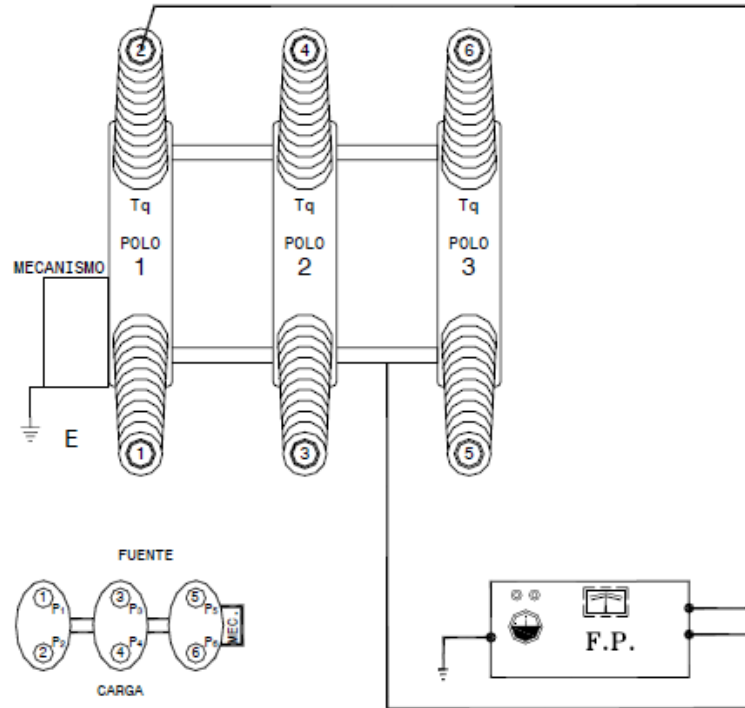 2 4 6
Tq Tq Tq
POLO POLO POLO
1 2 3
MECANISMO
E
1 3 5
FUENTE
1 P1 3 P3 5 P5
MEC.
2 P2 4 P4 6 P6
CARGA
F.P.